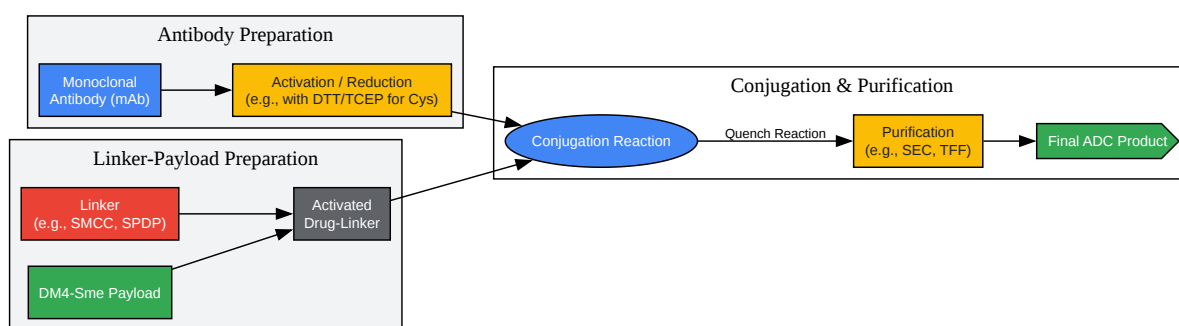 Antibody Preparation
Monoclonal
Antibody (mAb)
Activation / Reduction
(e.g., with DTT/TCEP for Cys)
Linker-Payload Preparation
Linker
(e.g., SMCC, SPDP)
Activated
Drug-Linker
DM4-Sme Payload
Conjugation & Purification
Conjugation Reaction
Quench Reaction
Purification
(e.g., SEC, TFF)
Final ADC Product